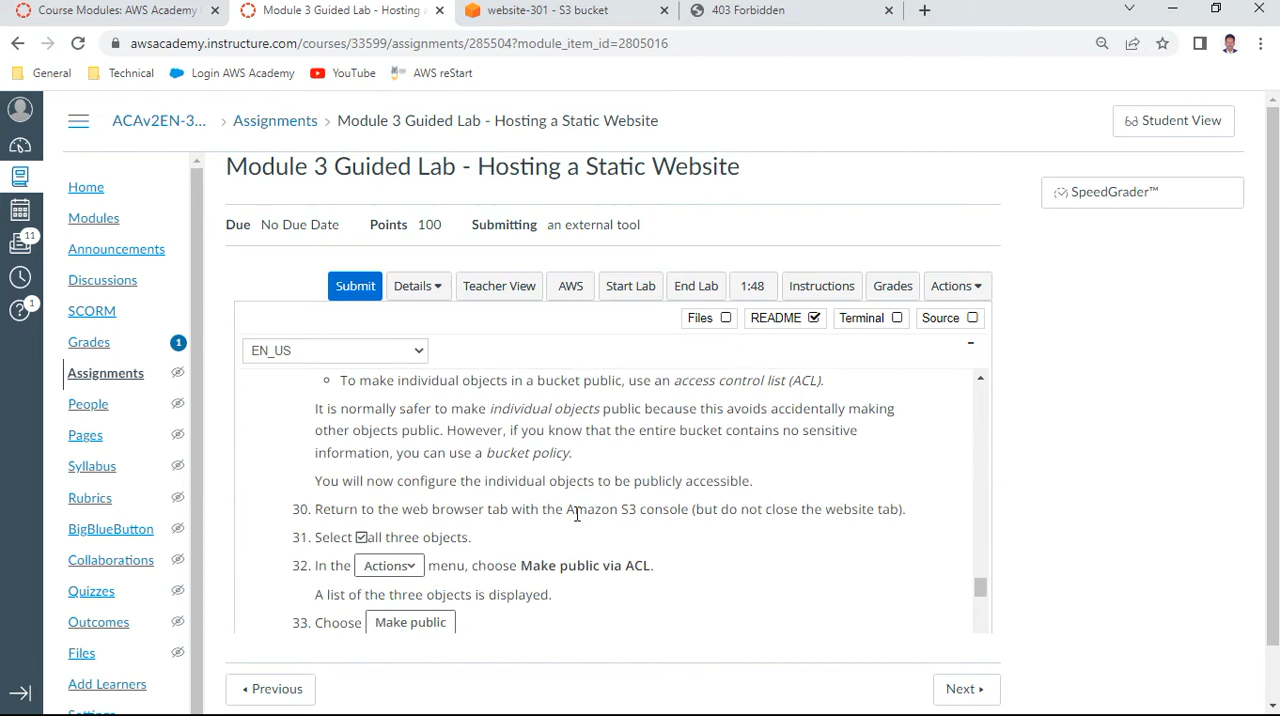 Course Modules: AWS Academy
Module 3 Guided Lab - Hosting a
website-301 - S3 bucket
403 Forbidden
awsacademy.instructure.com/courses/33599/assignments/285504?module_item_id=2805016
General
Technical
Login AWS Academy
YouTube
AWS reStart
ACAv2EN-3...
Assignments
Module 3 Guided Lab - Hosting a Static Website
Student View
Module 3 Guided Lab - Hosting a Static Website
SpeedGrader™
Due No Due Date Points 100 Submitting an external tool
Home
Modules
Announcements
Discussions
SCORM
Grades 1
Assignments
People
Pages
Syllabus
Rubrics
BigBlueButton
Collaborations
Quizzes
Outcomes
Files
Add Learners
11
1
Submit
Details
Teacher View
AWS
Start Lab
End Lab
1:48
Instructions
Grades
Actions
Files
README
Terminal
Source
EN_US
To make individual objects in a bucket public, use an access control list (ACL).
It is normally safer to make individual objects public because this avoids accidentally making
other objects public. However, if you know that the entire bucket contains no sensitive
information, you can use a bucket policy.
You will now configure the individual objects to be publicly accessible.
30. Return to the web browser tab with the Amazon S3 console (but do not close the website tab).
31. Select all three objects.
32. In the Actions menu, choose Make public via ACL.
A list of the three objects is displayed.
33. Choose Make public
Previous
Next